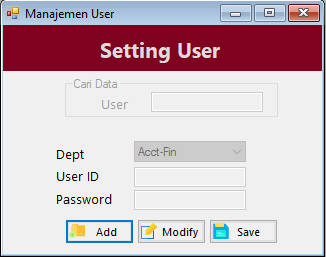 Manajemen User
Setting User
Cari Data
User
Dept Acct-Fin
User ID
Password
Add Modify Save